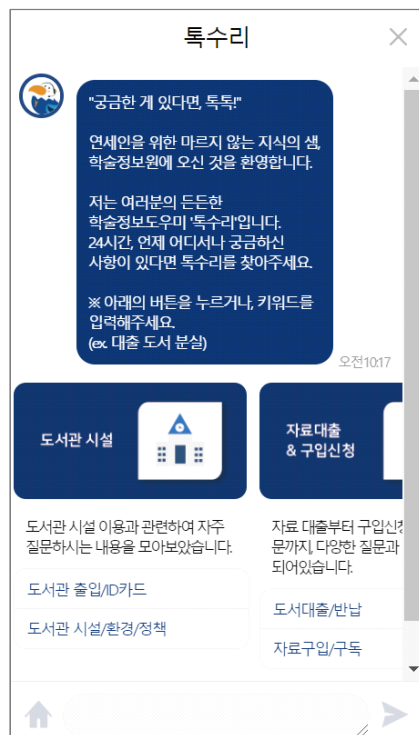 톡수리
"궁금한 게 있다면, 톡톡!"
연세인을 위한 마르지 않는 지식의 샘,
학술정보원에 오신 것을 환영합니다.
저는 여러분의 든든한
학술정보도우미 '톡수리'입니다.
24시간, 언제 어디서나 궁금하신
사항이 있다면 톡수리를 찾아주세요.
※ 아래의 버튼을 누르거나, 키워드를
입력해주세요.
(ex. 대출 도서 분실)
오전10:17
도서관 시설
도서관 시설 이용과 관련하여 자주
질문하시는 내용을 모아보았습니다.
도서관 출입/ID카드
도서관 시설/환경/정책
자료대출
& 구입신청
자료 대출부터 구입신청
문까지, 다양한 질문과
되어있습니다.
도서대출/반납
자료구입/구독